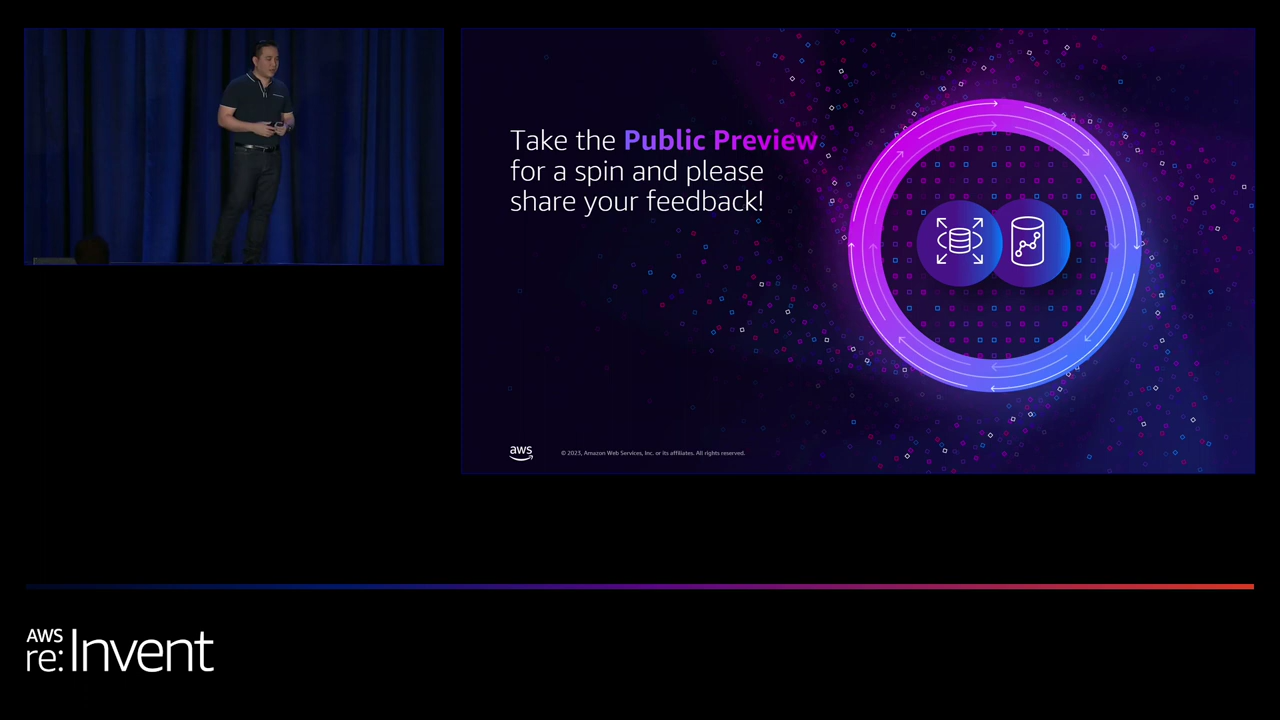 Take the Public Preview
for a spin and please
share your feedback!
aws
© 2023, Amazon Web Services, Inc. or its affiliates. All rights reserved.
AWS
re:Invent